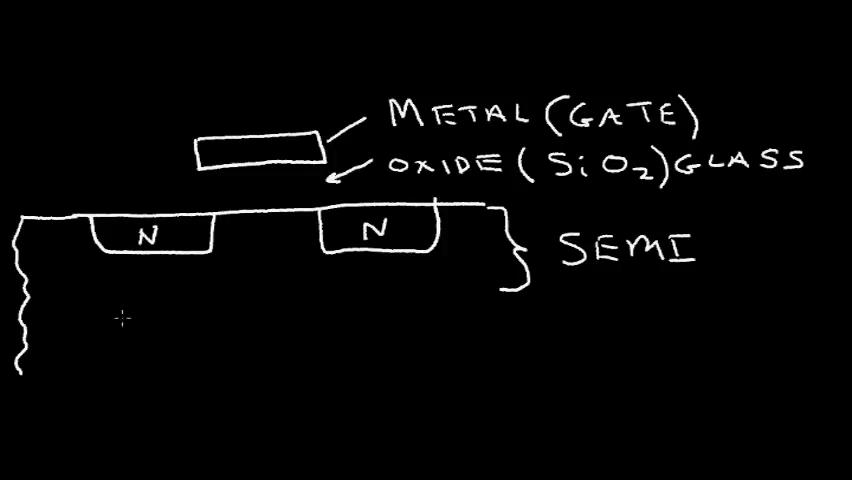 METAL (GATE)
OXIDE (SiO2) GLASS
N
N
SEMI